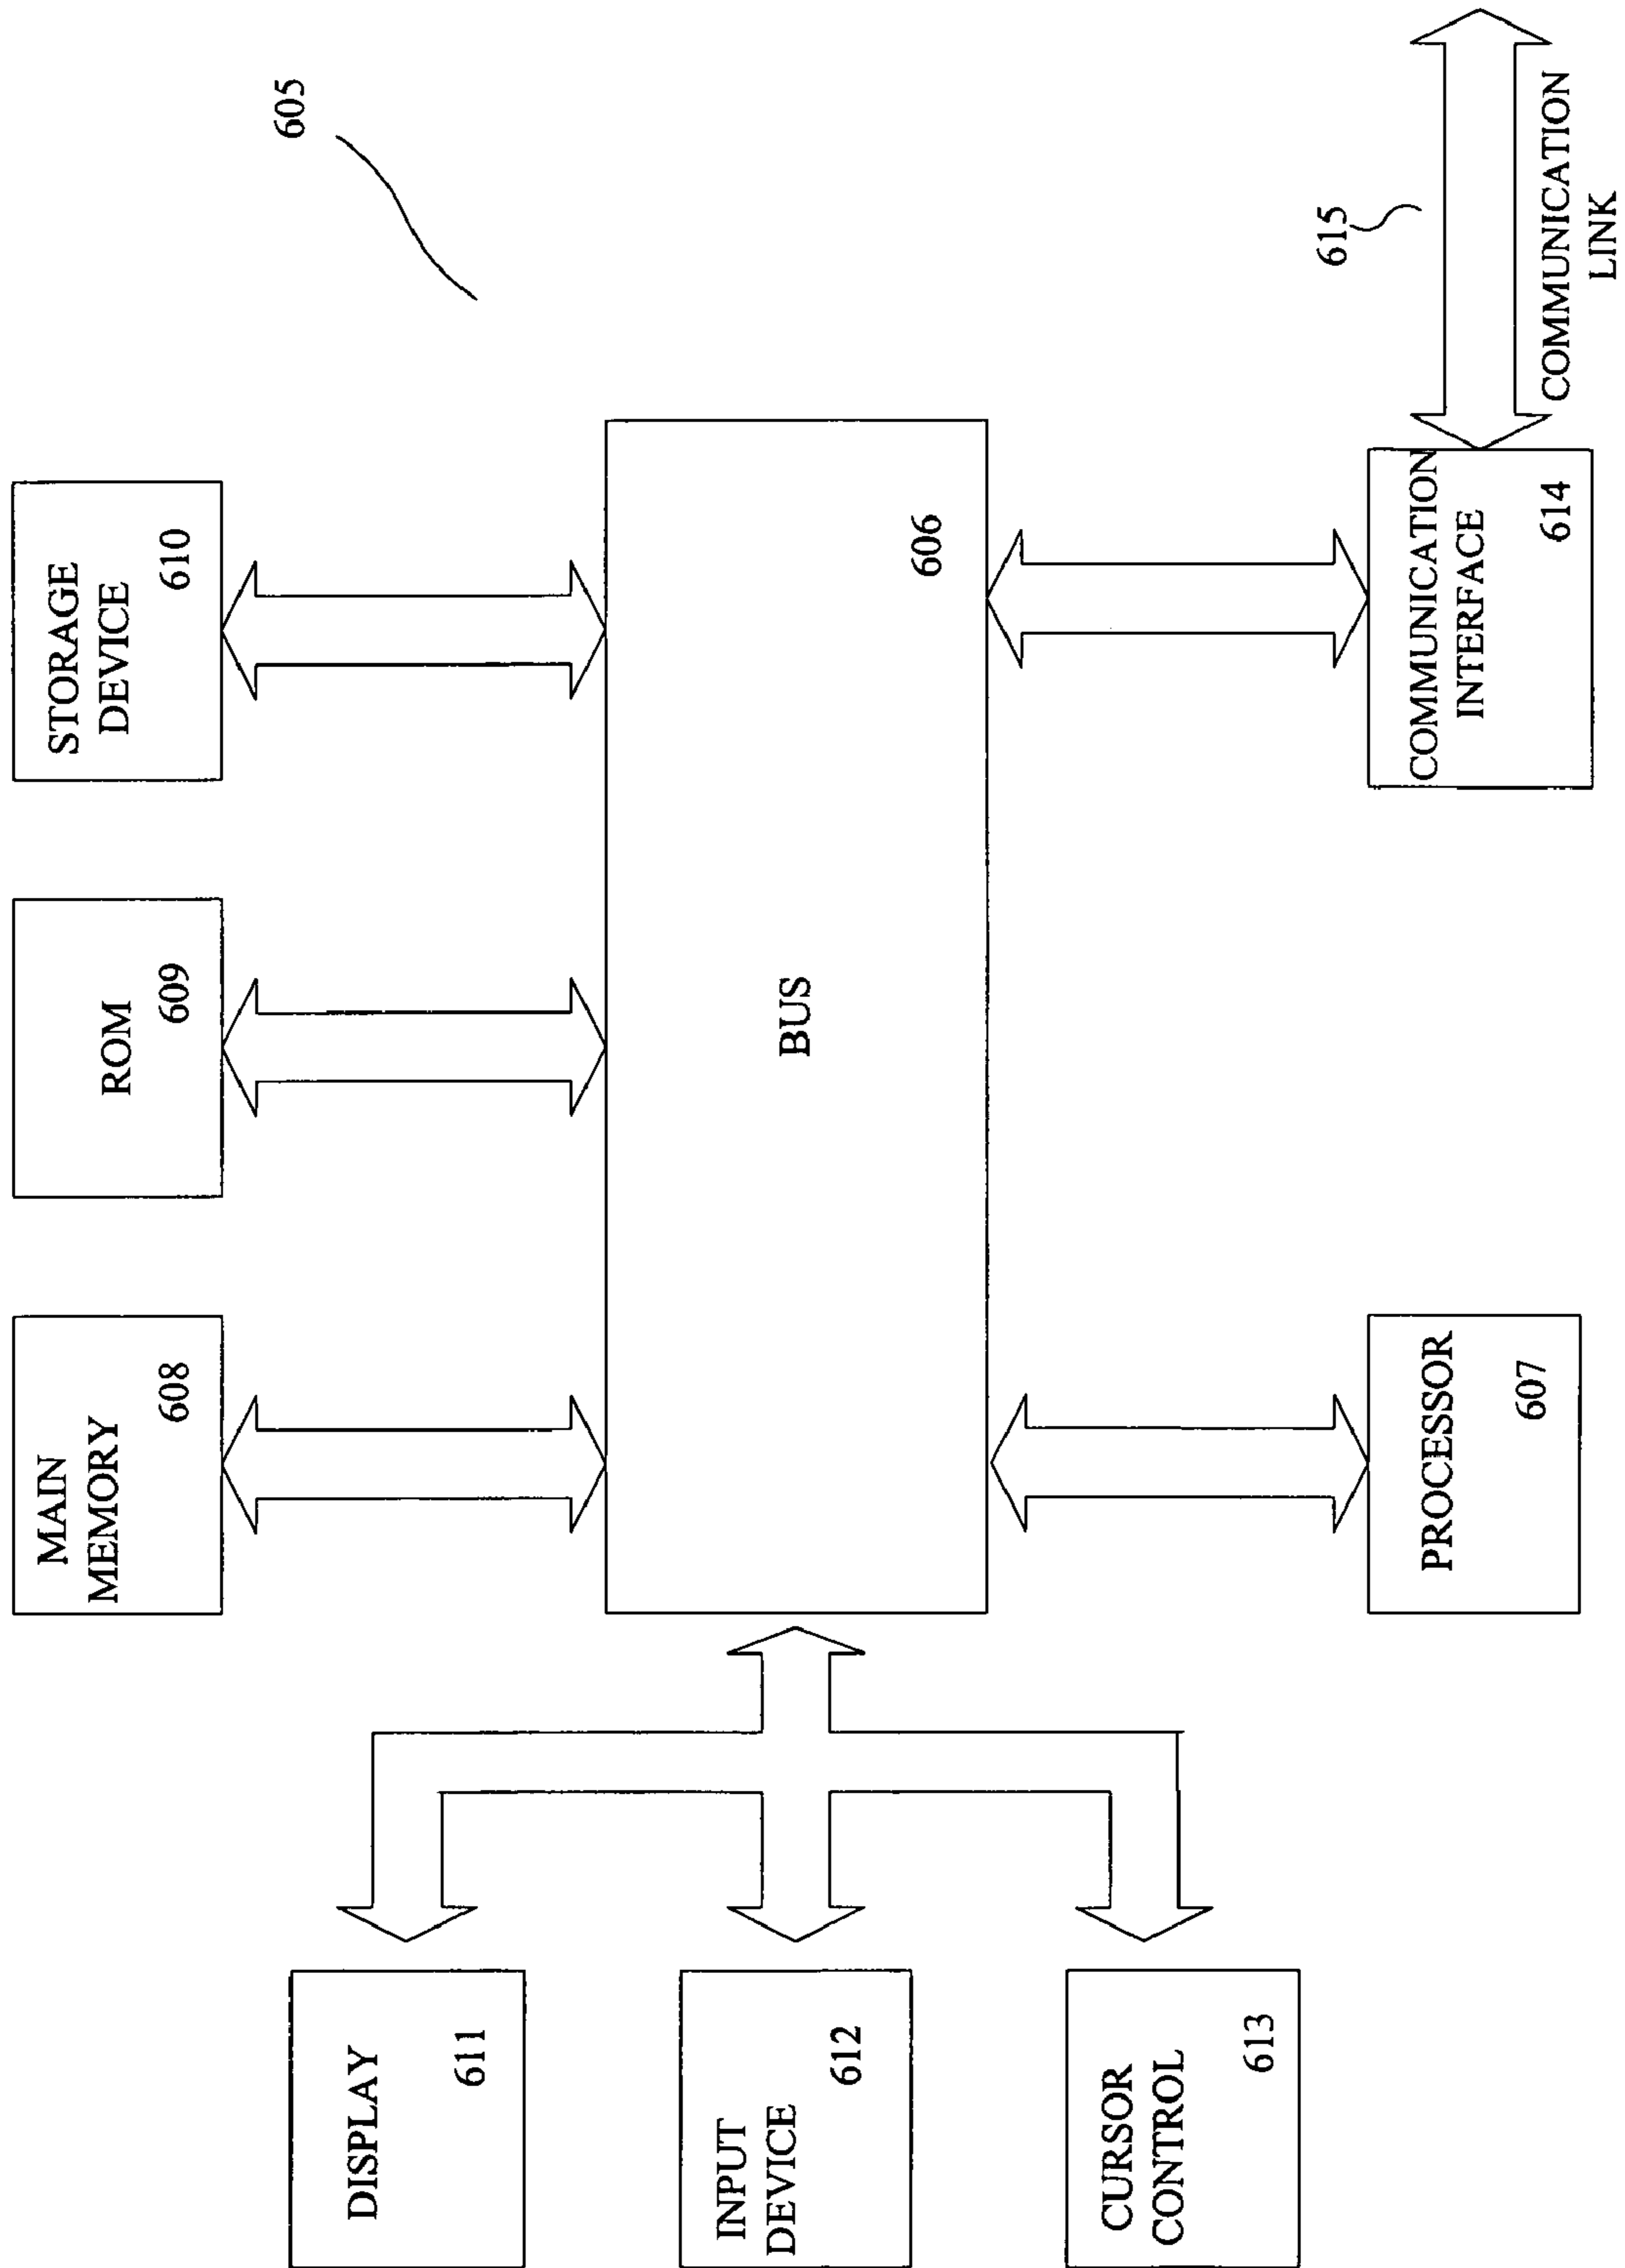 605
MAIN
MEMORY
608
ROM
609
STORAGE
DEVICE
610
DISPLAY
611
INPUT
DEVICE
612
CURSOR
CONTROL
613
BUS
606
PROCESSOR
607
COMMUNICATION
INTERFACE
614
615
COMMUNICATION
LINK